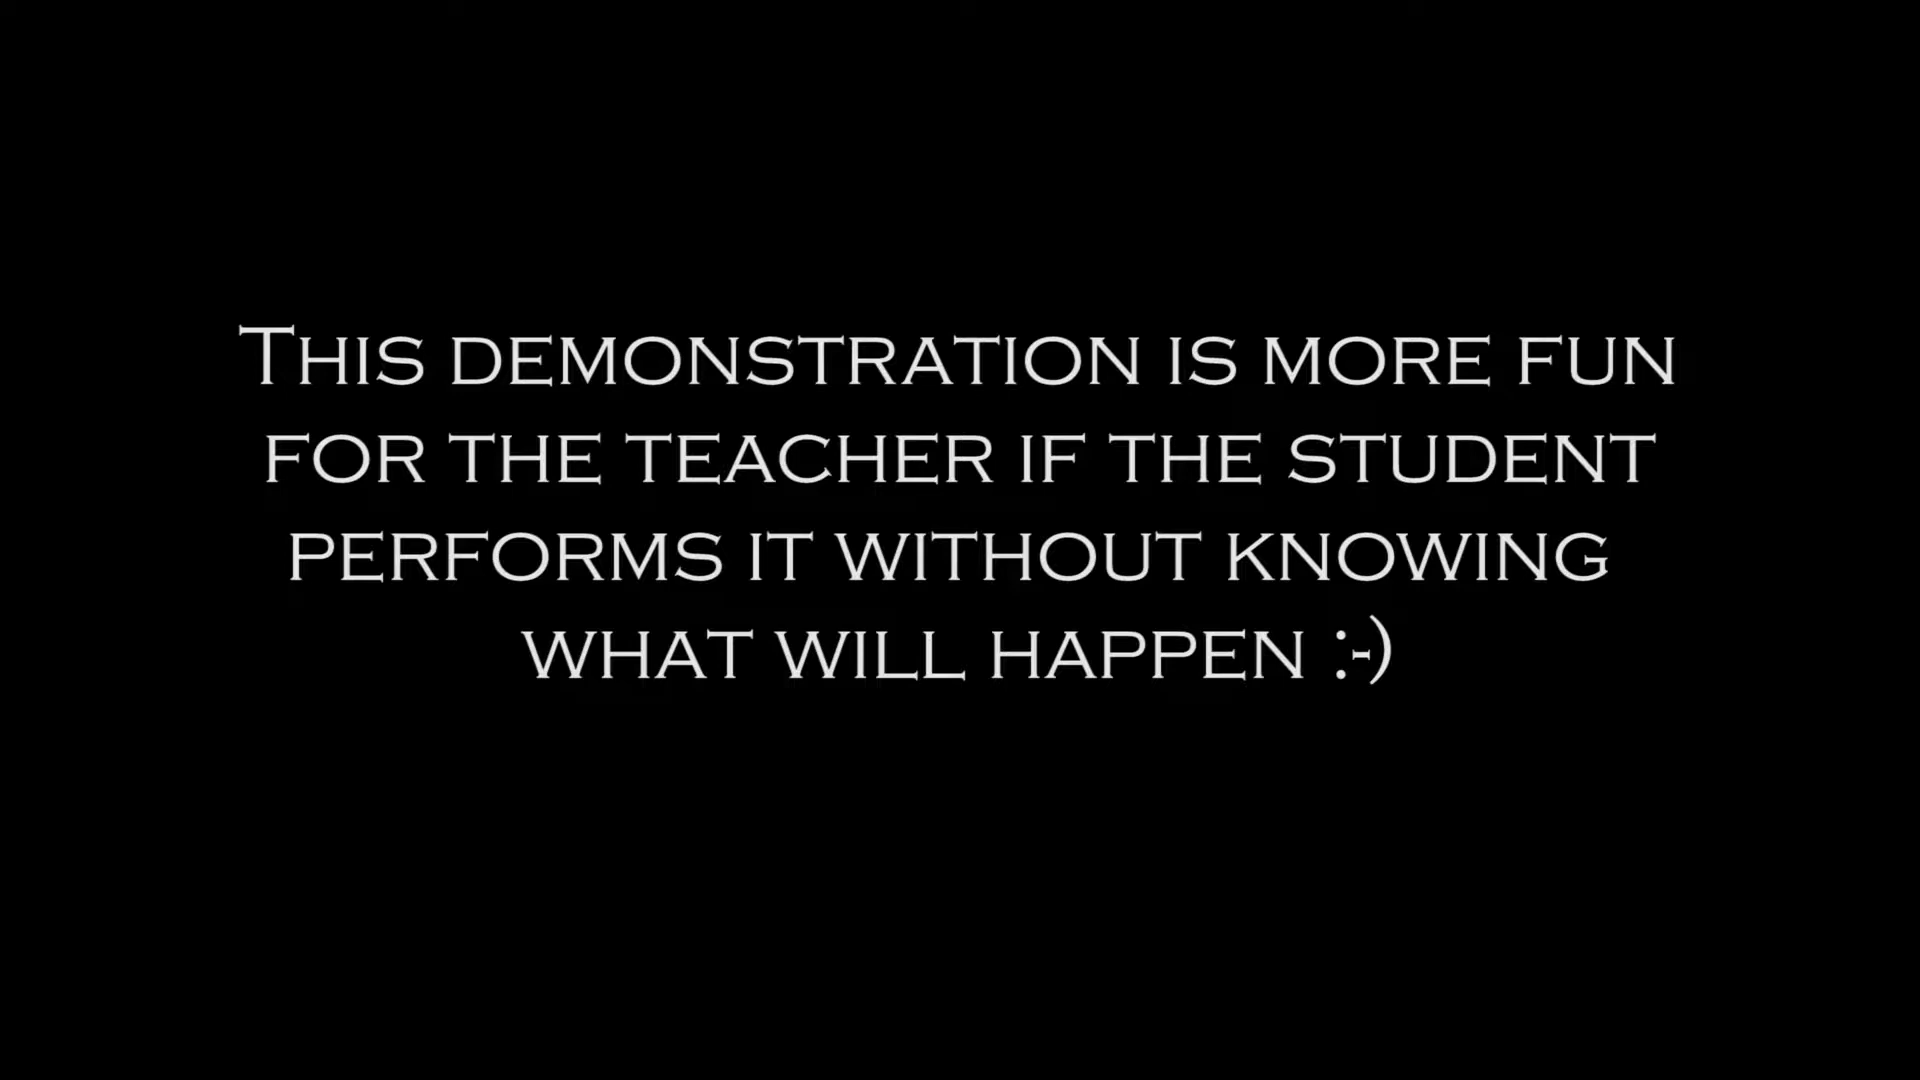 This demonstration is more fun
for the teacher if the student
performs it without knowing
what will happen :-)